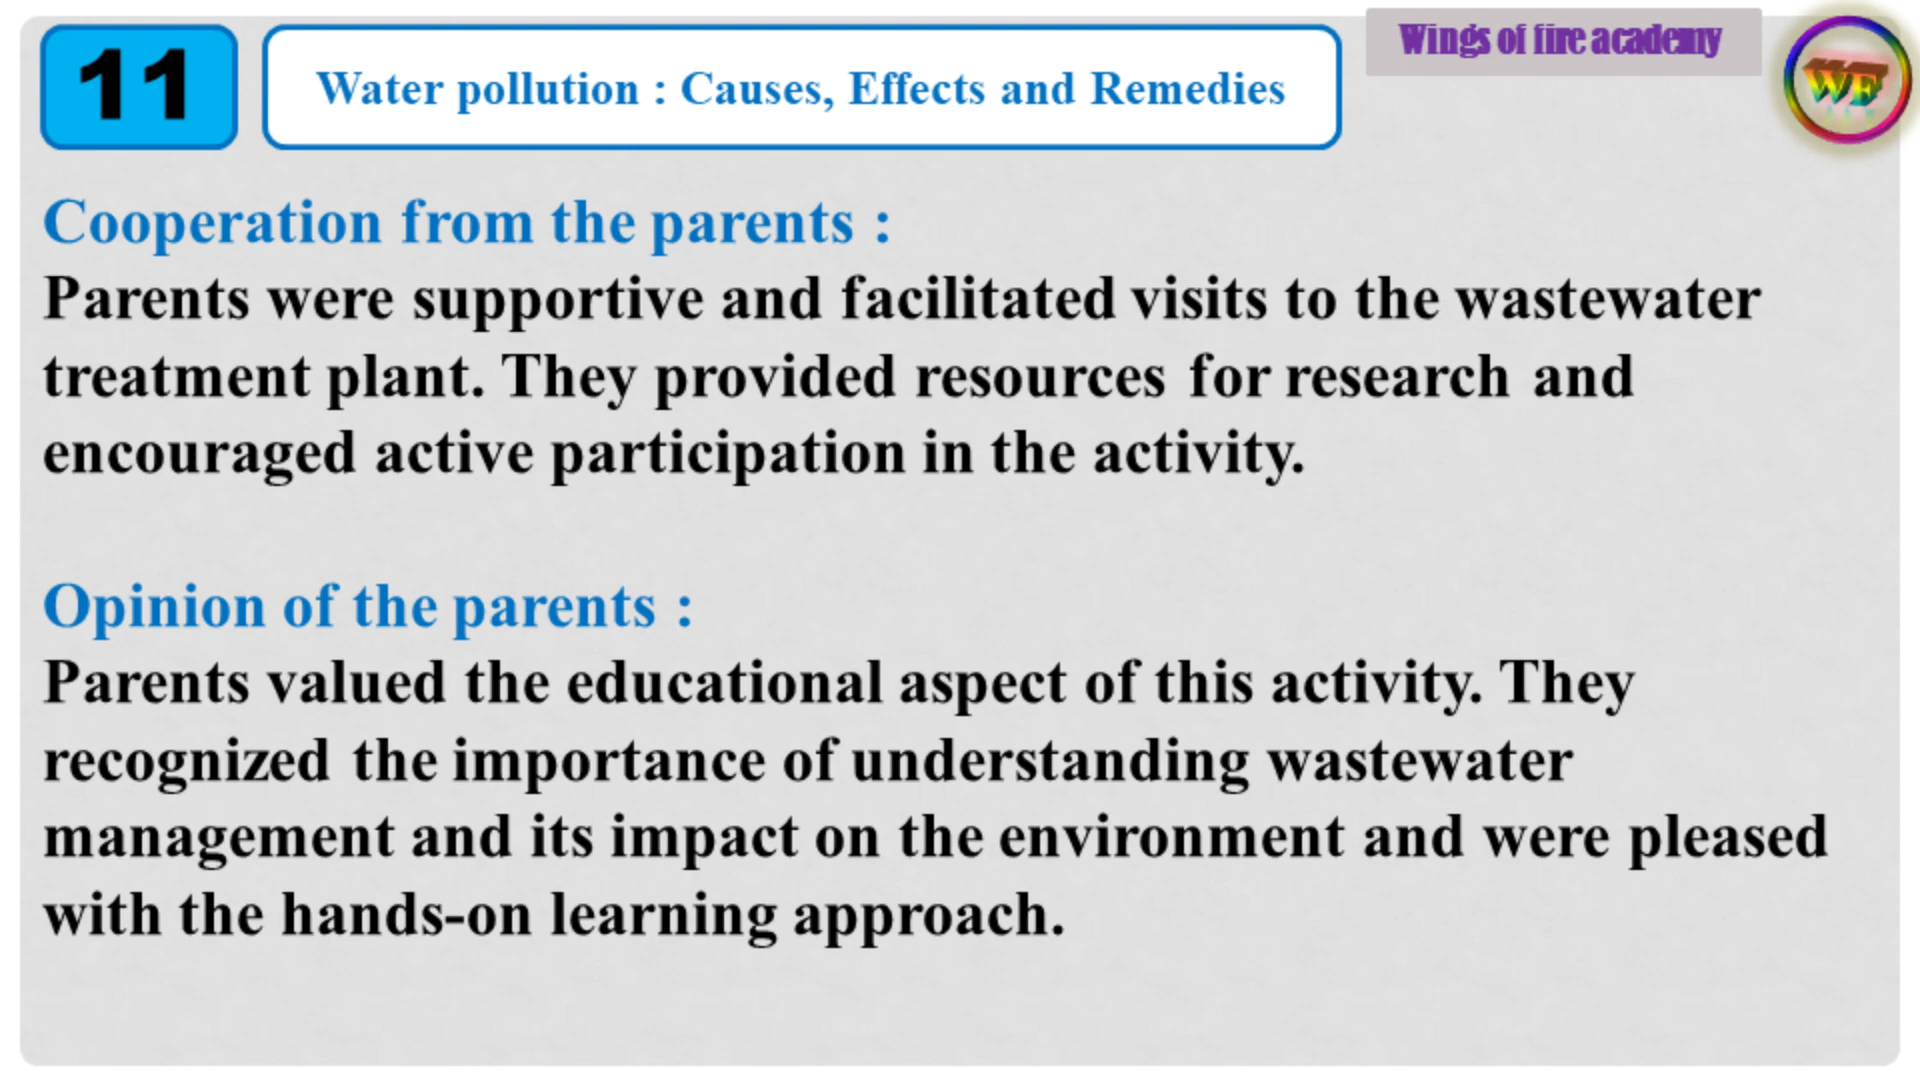 11
Water pollution : Causes, Effects and Remedies
Wings of fire academy
WF
Cooperation from the parents :
Parents were supportive and facilitated visits to the wastewater
treatment plant. They provided resources for research and
encouraged active participation in the activity.
Opinion of the parents :
Parents valued the educational aspect of this activity. They
recognized the importance of understanding wastewater
management and its impact on the environment and were pleased
with the hands-on learning approach.